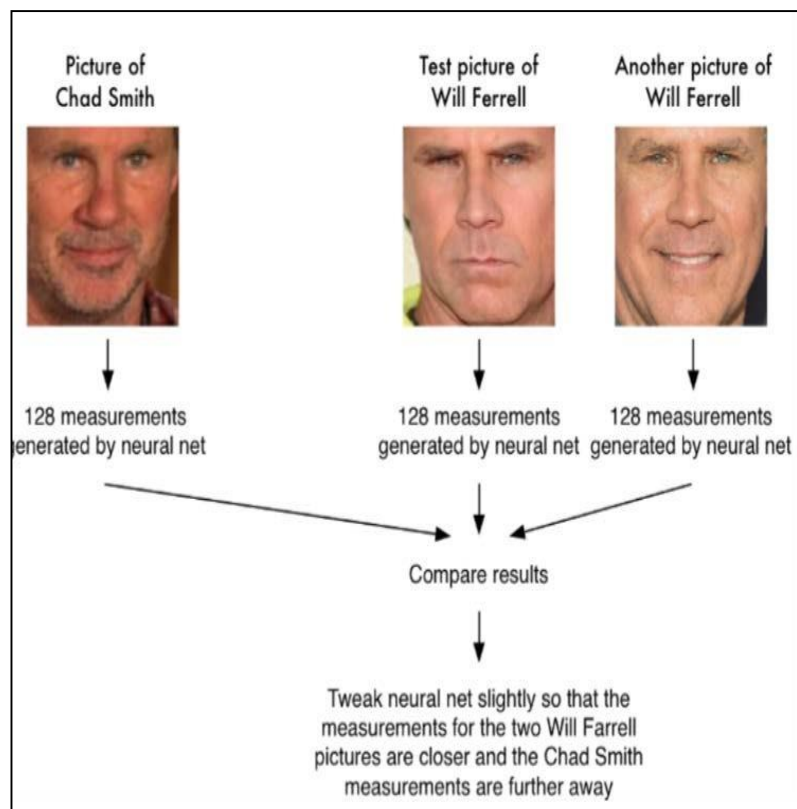 Picture of
Chad Smith
Test picture of
Will Ferrell
Another picture of
Will Ferrell
128 measurements
generated by neural net
128 measurements
generated by neural net
128 measurements
generated by neural net
Compare results
Tweak neural net slightly so that the
measurements for the two Will Farrell
pictures are closer and the Chad Smith
measurements are further away